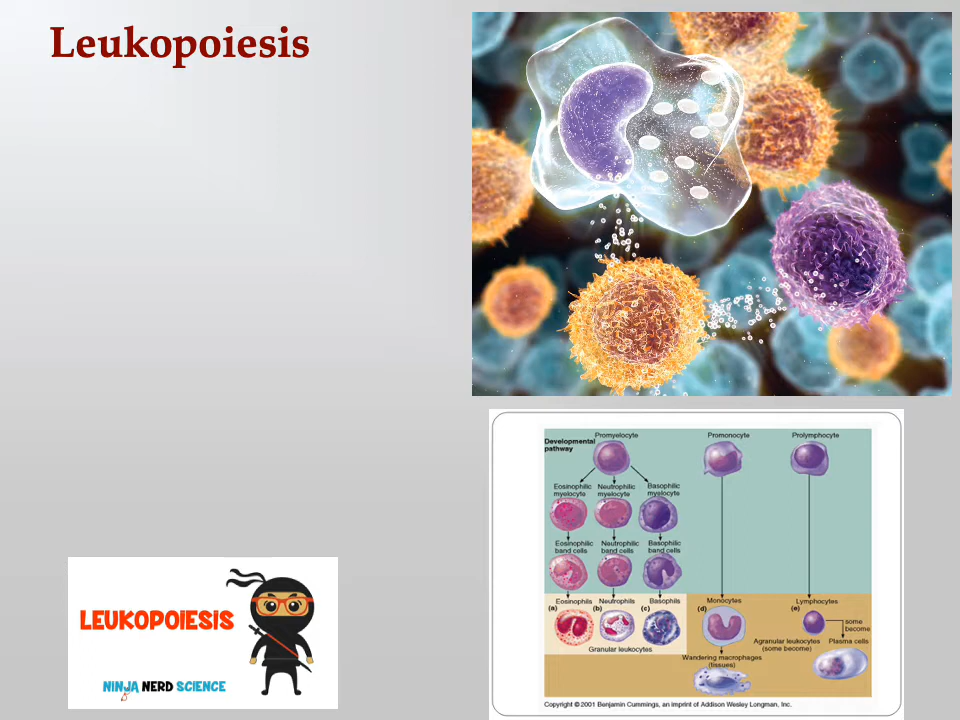 Leukopoiesis
Developmental
pathway
Promyelocyte
Promonocyte
Prolymphocyte
Eosinophilic
myelocyte
Neutrophilic
myelocyte
Basophilic
myelocyte
Eosinophilic
band cells
Neutrophilic
band cells
Basophilic
band cells
Eosinophils
(a)
Neutrophils
(b)
Basophils
(c)
Granular leukocytes
Monocytes
(d)
Wandering macrophages
(tissues)
Lymphocytes
(e)
some
become
Agranular leukocytes
(some become)
Plasma cells
Copyright © 2001 Benjamin Cummings, an imprint of Addison Wesley Longman, Inc.
LEUKOPOIESIS
NINJA NERD SCIENCE